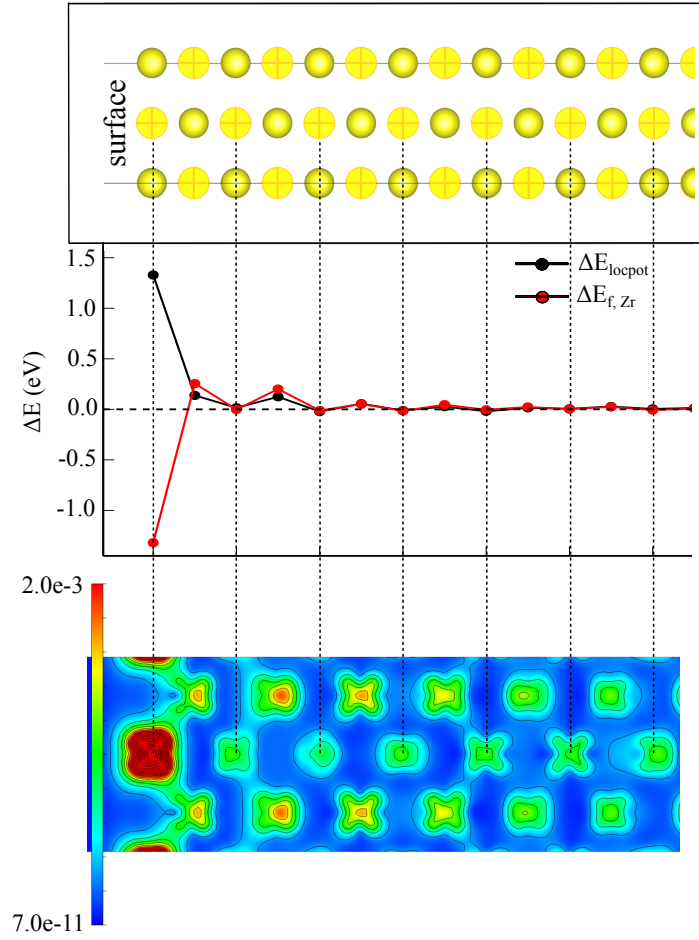 surface
1.5
1.0
0.5
0.0
-0.5
-1.0
ΔE (eV)
ΔE_locpot
ΔE_f, Zr
2.0e-3
7.0e-11